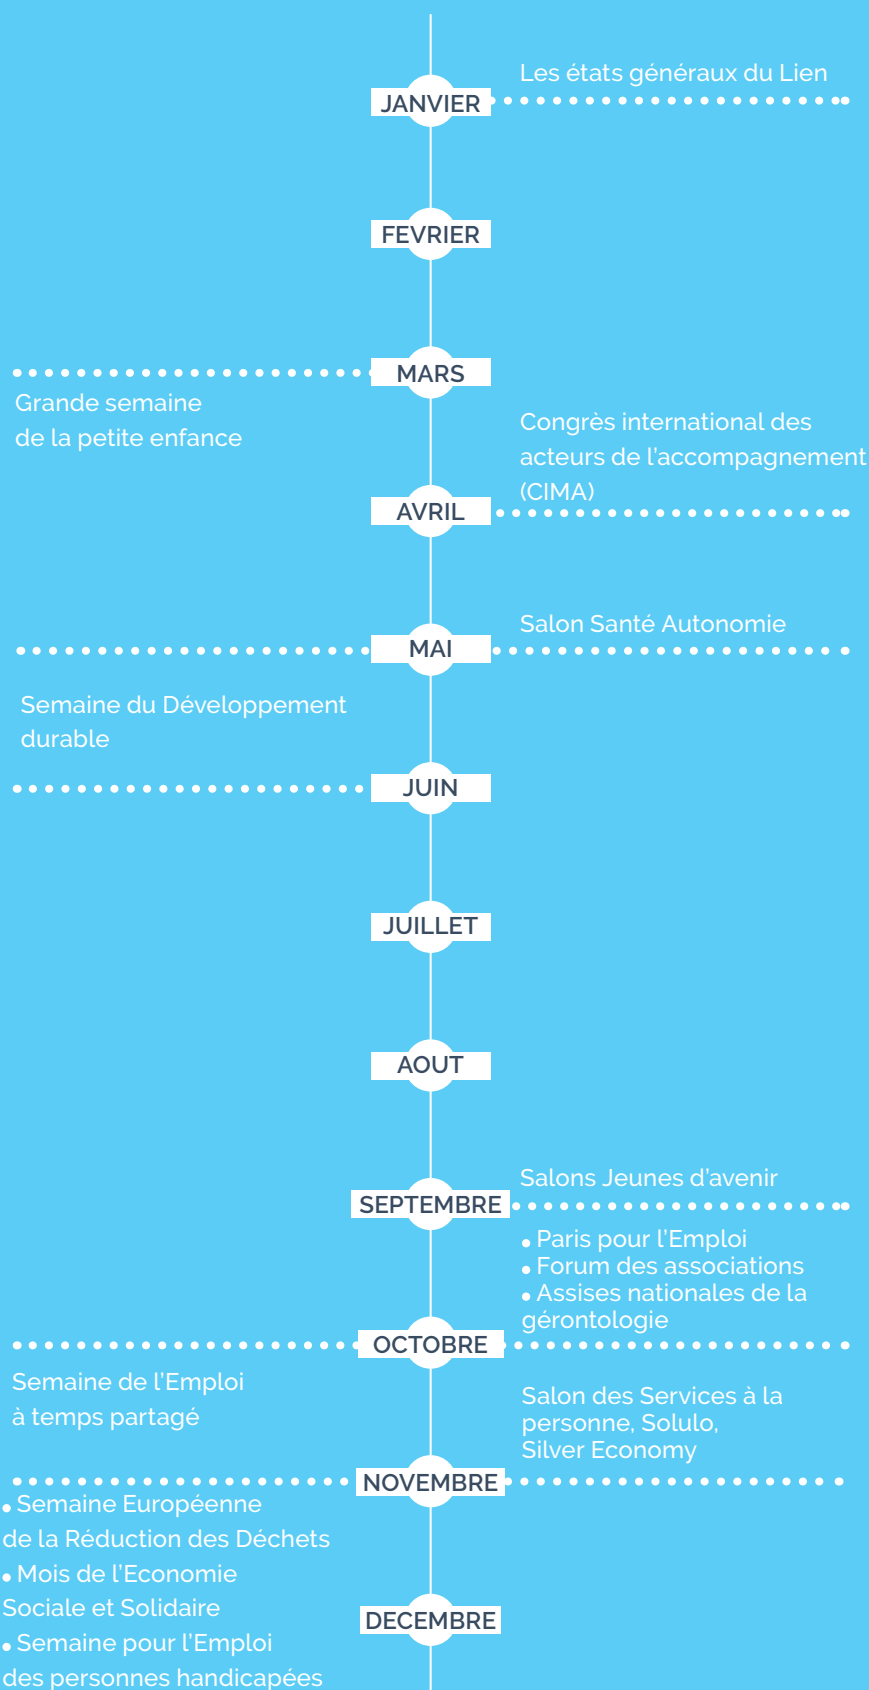 Les états généraux du Lien
JANVIER
FEVRIER
MARS
Grande semaine
de la petite enfance
Congrès international des
acteurs de l'accompagnement
(CIMA)
AVRIL
Salon Santé Autonomie
MAI
Semaine du Développement
durable
JUIN
JUILLET
AOUT
Salons Jeunes d'avenir
SEPTEMBRE
• Paris pour l'Emploi
• Forum des associations
• Assises nationales de la
gérontologie
OCTOBRE
Semaine de l'Emploi
à temps partagé
Salon des Services à la
personne, Solulo,
Silver Economy
NOVEMBRE
• Semaine Européenne
de la Réduction des Déchets
• Mois de l'Economie
Sociale et Solidaire
• Semaine pour l'Emploi
des personnes handicapées
DECEMBRE